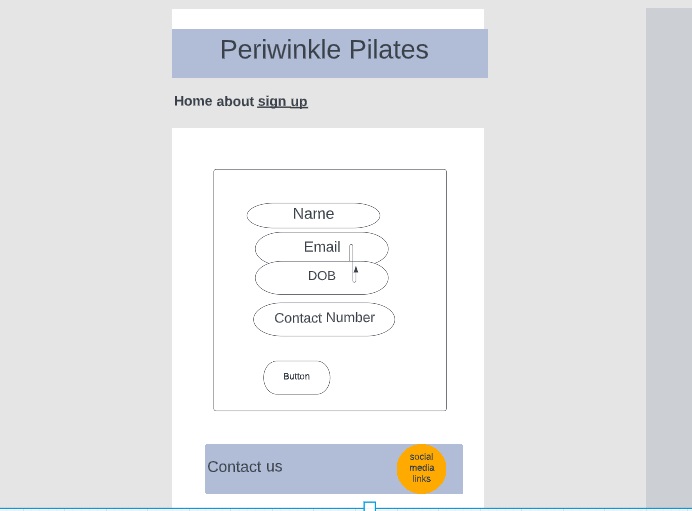 Periwinkle Pilates
Home about sign up
Name
Email
DOB
Contact Number
Button
Contact us
social
media
links